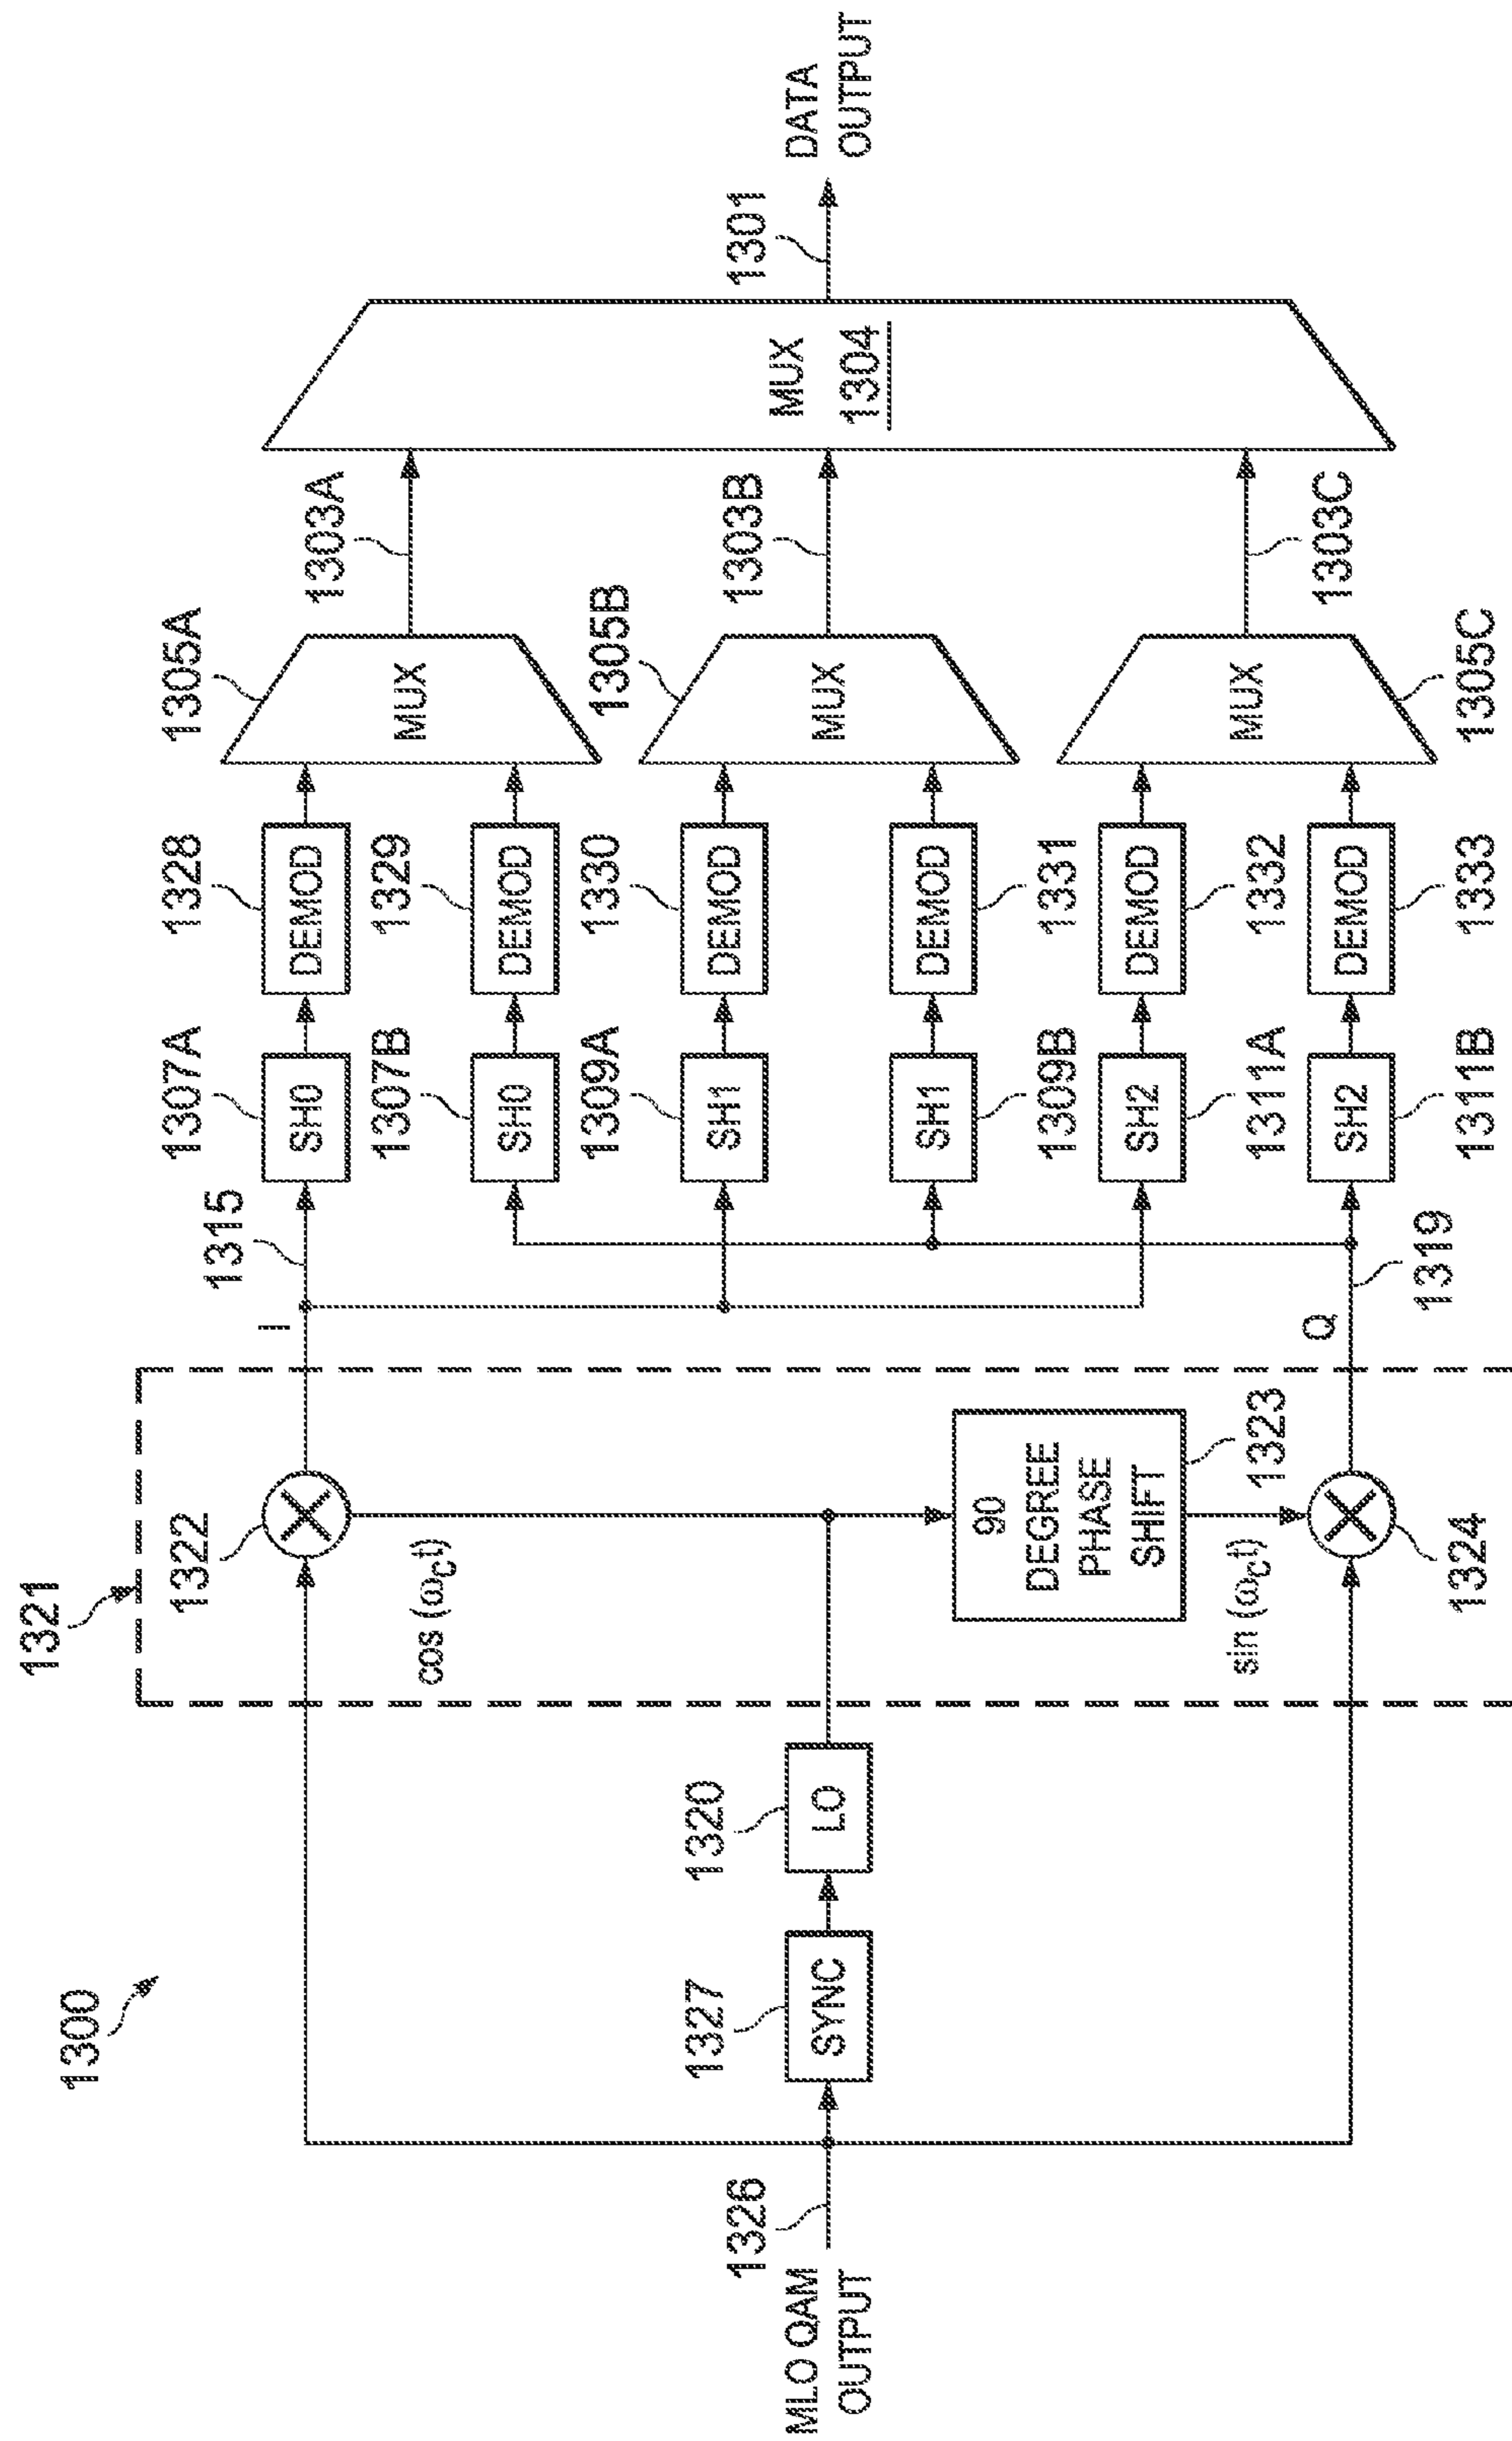 1300
1321
1326
MLO QAM
OUTPUT
1327
SYNC
1320
LO
1322
cos (ωCt)
90
DEGREE
PHASE
SHIFT
1323
sin (ωCt)
1324
I
1315
Q
1319
1307A
SH0
1307B
SH0
1309A
SH1
SH1
1309B
1311A
SH2
1311B
SH2
1328
DEMOD
1329
DEMOD
1330
DEMOD
DEMOD
1331
DEMOD
1332
DEMOD
1333
1305A
MUX
1305B
MUX
MUX
1305C
1303A
1303B
1303C
MUX
1304
1301
DATA
OUTPUT